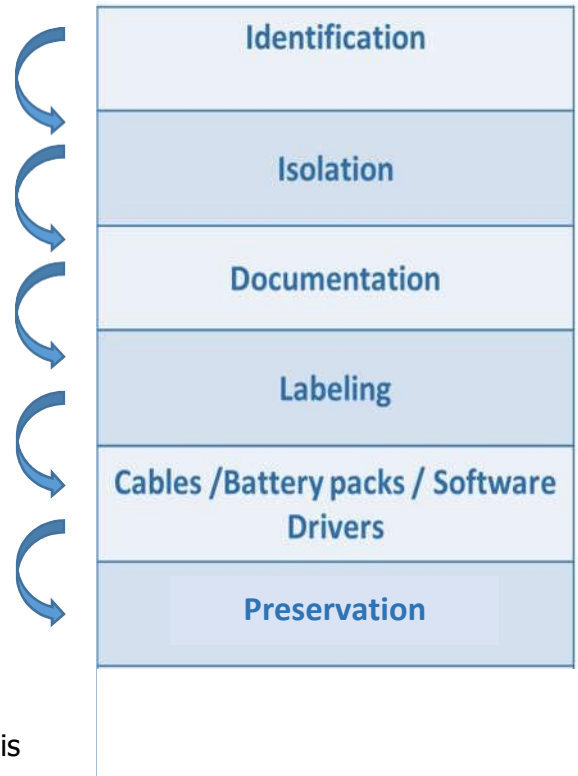 Identification
Isolation
Documentation
Labeling
Cables /Battery packs / Software
Drivers
Preservation
is